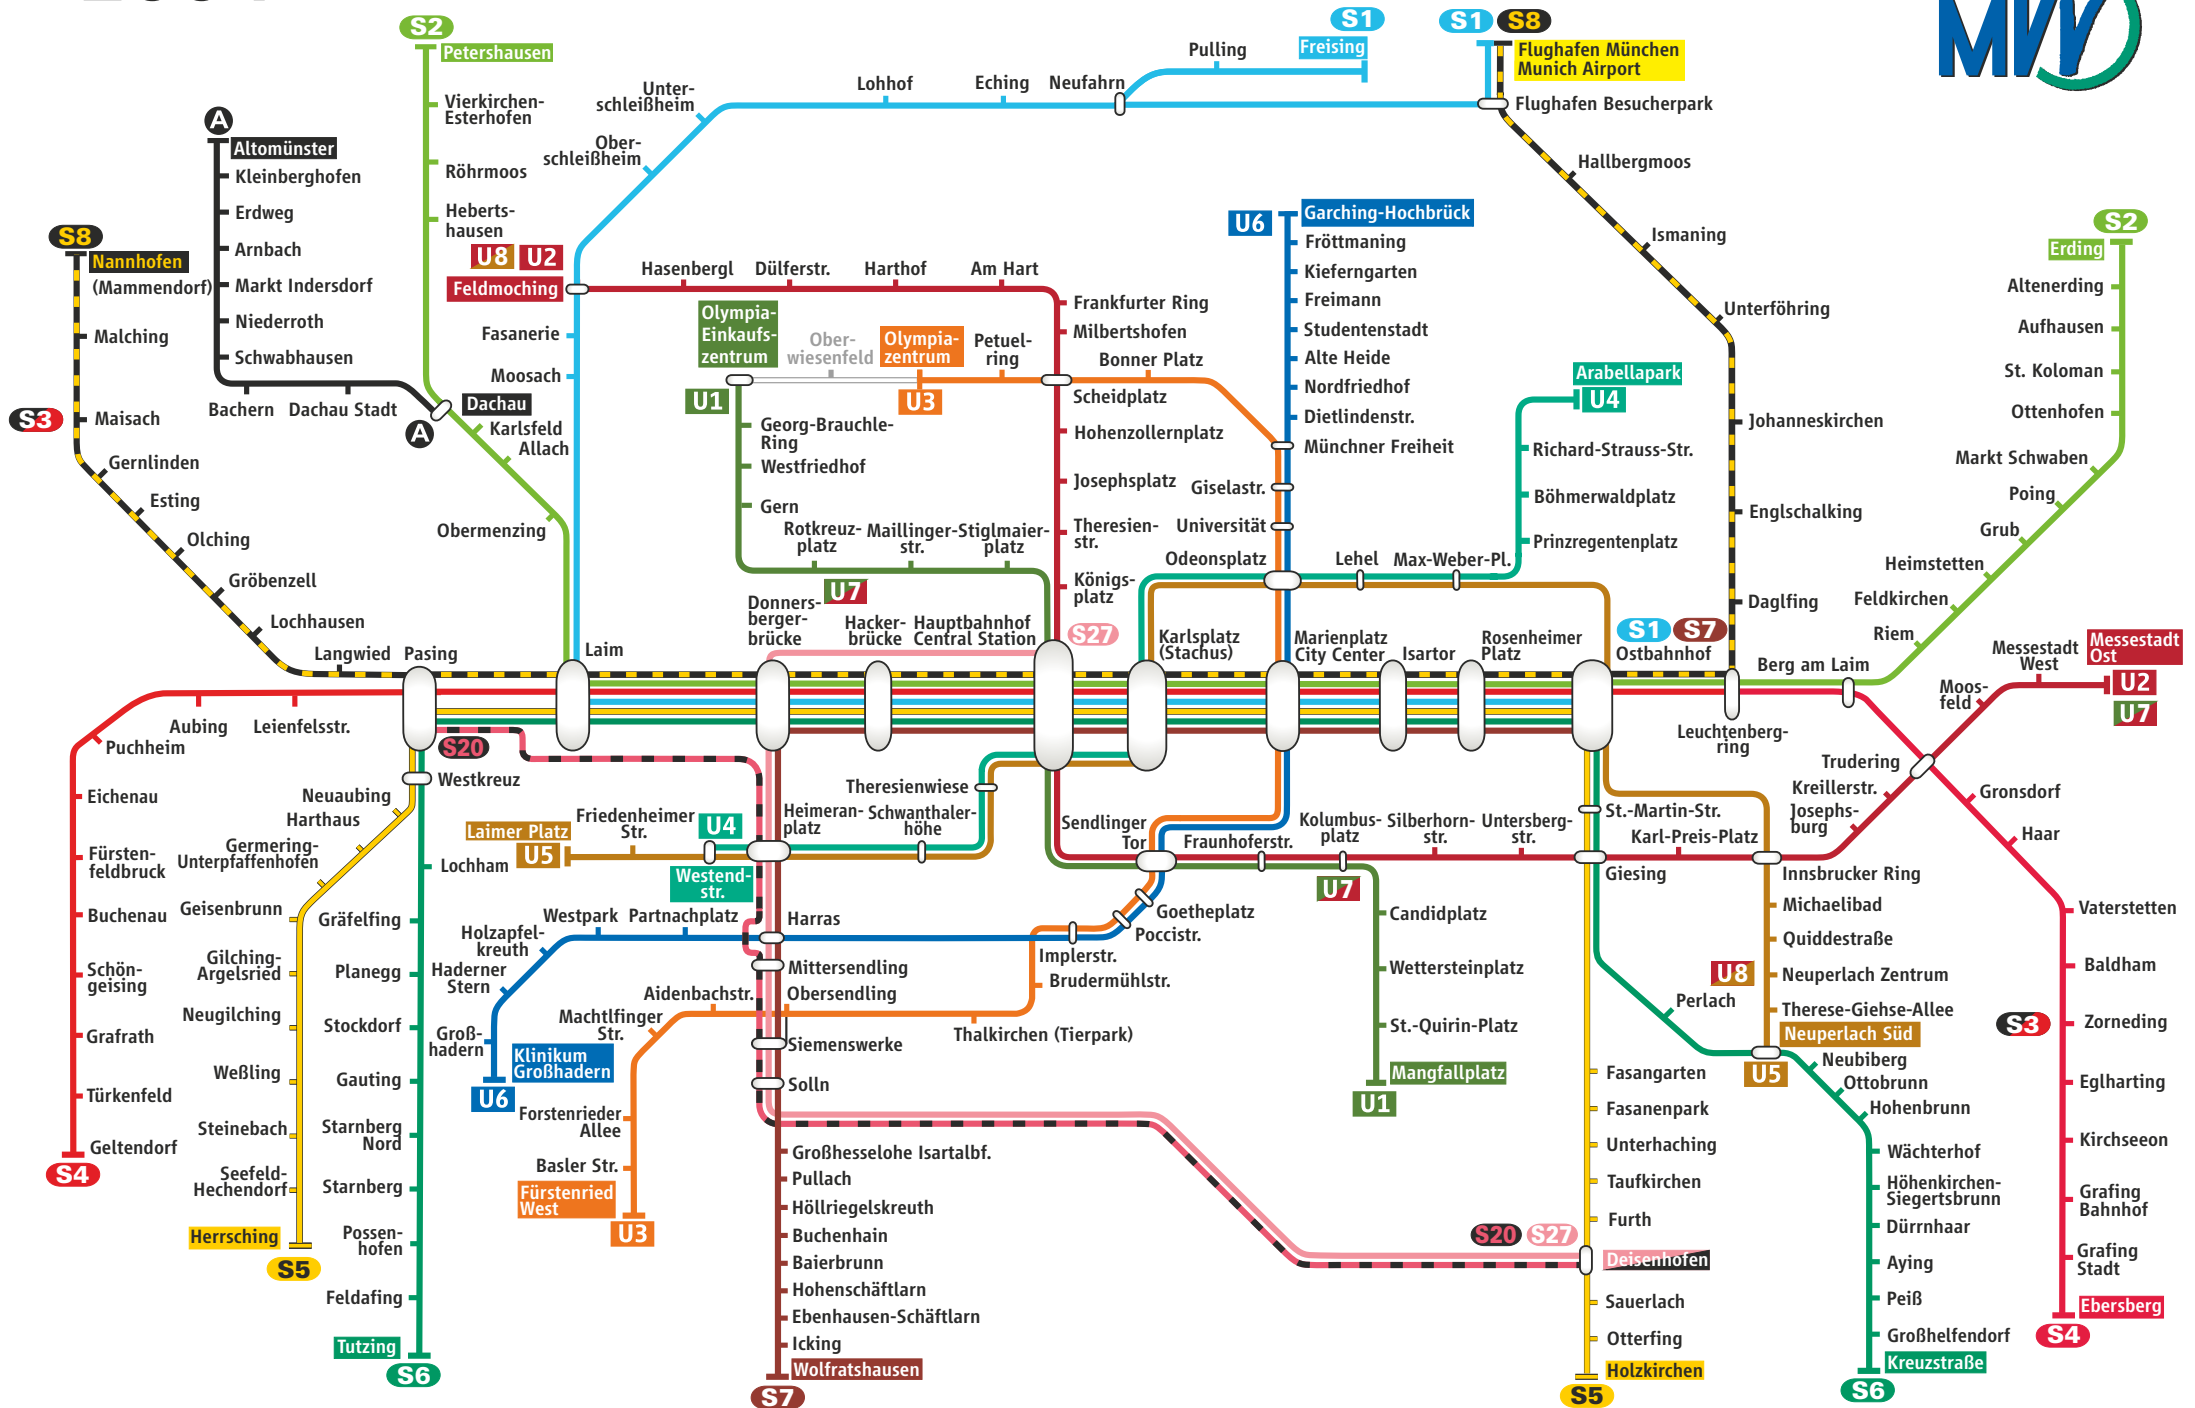 S2
Petershausen
Vierkirchen-
Esterhofen
Röhrmoos
Heberts-
hausen
A
Altomünster
Kleinberghofen
Erdweg
Arnbach
Markt Indersdorf
Niederroth
Schwabhausen
Bachern
Dachau Stadt
Dachau
A
Karlsfeld
Allach
Obermenzing
S8
Nannhofen
(Mammendorf)
Malching
S3
Maisach
Gernlinden
Esting
Olching
Gröbenzell
Lochhausen
Langwied
Pasing
Laim
S1
Freising
Pulling
Neufahrn
Eching
Lohhof
Unter-
schleißheim
Ober-
schleißheim
U8
U2
Feldmoching
Fasanerie
Moosach
S1
S8
Flughafen München
Munich Airport
Flughafen Besucherpark
Hallbergmoos
Ismaning
Unterföhring
Johanneskirchen
Englschalking
Daglfing
MVV
S2
Erding
Altenerding
Aufhausen
St. Koloman
Ottenhofen
Markt Schwaben
Poing
Grub
Heimstetten
Feldkirchen
Riem
Berg am Laim
Leuchtenberg-
ring
Hasenbergl
Dülferstr.
Harthof
Am Hart
Frankfurter Ring
Milbertshofen
Scheidplatz
Hohenzollernplatz
Josephsplatz
Theresien-
str.
Königs-
platz
Olympia-
Einkaufs-
zentrum
U1
Ober-
wiesenfeld
Olympia-
zentrum
U3
Petuel-
ring
Bonner Platz
Georg-Brauchle-
Ring
Westfriedhof
Gern
Rotkreuz-
platz
Maillinger-
str.
Stiglmaier-
platz
U7
U6
Garching-Hochbrück
Fröttmaning
Kieferngarten
Freimann
Studentenstadt
Alte Heide
Nordfriedhof
Dietlindenstr.
Münchner Freiheit
Giselastr.
Universität
Odeonsplatz
Lehel
Max-Weber-Pl.
Arabellapark
U4
Richard-Strauss-Str.
Böhmerwaldplatz
Prinzregentenplatz
Donners-
berger-
brücke
Hacker-
brücke
Hauptbahnhof
Central Station
S27
Karlsplatz
(Stachus)
Marienplatz
City Center
Isartor
Rosenheimer
Platz
S1
S7
Ostbahnhof
Messestadt
West
Messestadt
Ost
U2
U7
Moos-
feld
Trudering
Kreillerstr.
Josephs-
burg
Gronsdorf
Haar
Vaterstetten
Baldham
S3
Zorneding
Eglharting
Kirchseeon
Grafing
Bahnhof
Grafing
Stadt
Ebersberg
S4
Aubing
Leienfelsstr.
Puchheim
Eichenau
Fürsten-
feldbruck
Buchenau
Schön-
geising
Grafrath
Türkenfeld
Geltendorf
S4
S20
Westkreuz
Neuaubing
Harthaus
Germering-
Unterpfaffenhofen
Geisenbrunn
Gilching-
Argelsried
Neugilching
Weßling
Steinebach
Seefeld-
Hechendorf
Herrsching
S5
Lochham
Gräfelfing
Planegg
Stockdorf
Gauting
Starnberg
Nord
Starnberg
Possen-
hofen
Feldafing
Tutzing
S6
Laimer Platz
U5
Friedenheimer
Str.
U4
Westend-
str.
Heimeran-
platz
Schwanthaler-
höhe
Theresienwiese
Sendlinger
Tor
Fraunhoferstr.
Kolumbus-
platz
U7
Silberhorn-
str.
Untersberg-
str.
St.-Martin-Str.
Karl-Preis-Platz
Giesing
Innsbrucker Ring
Michaelibad
Quiddestraße
U8
Neuperlach Zentrum
Therese-Giehse-Allee
Neuperlach Süd
U5
Perlach
Neubiberg
Ottobrunn
Hohenbrunn
Wächterhof
Höhenkirchen-
Siegertsbrunn
Dürrnhaar
Aying
Peiß
Großhelfendorf
Kreuzstraße
S6
Candidplatz
Wettersteinplatz
St.-Quirin-Platz
Mangfallplatz
U1
Goetheplatz
Poccistr.
Implerstr.
Brudermühlstr.
Thalkirchen (Tierpark)
Obersendling
Aidenbachstr.
Machtlfinger
Str.
Forstenrieder
Allee
Basler Str.
Fürstenried
West
U3
Harras
Partnachplatz
Westpark
Holzapfel-
kreuth
Haderner
Stern
Groß-
hadern
Klinikum
Großhadern
U6
Mittersendling
Siemenswerke
Solln
Großhesselohe Isartalbf.
Pullach
Höllriegelskreuth
Buchenhain
Baierbrunn
Hohenschäftlarn
Ebenhausen-Schäftlarn
Icking
Wolfratshausen
S7
Fasangarten
Fasanenpark
Unterhaching
Taufkirchen
Furth
S20
S27
Deisenhofen
Sauerlach
Otterfing
Holzkirchen
S5